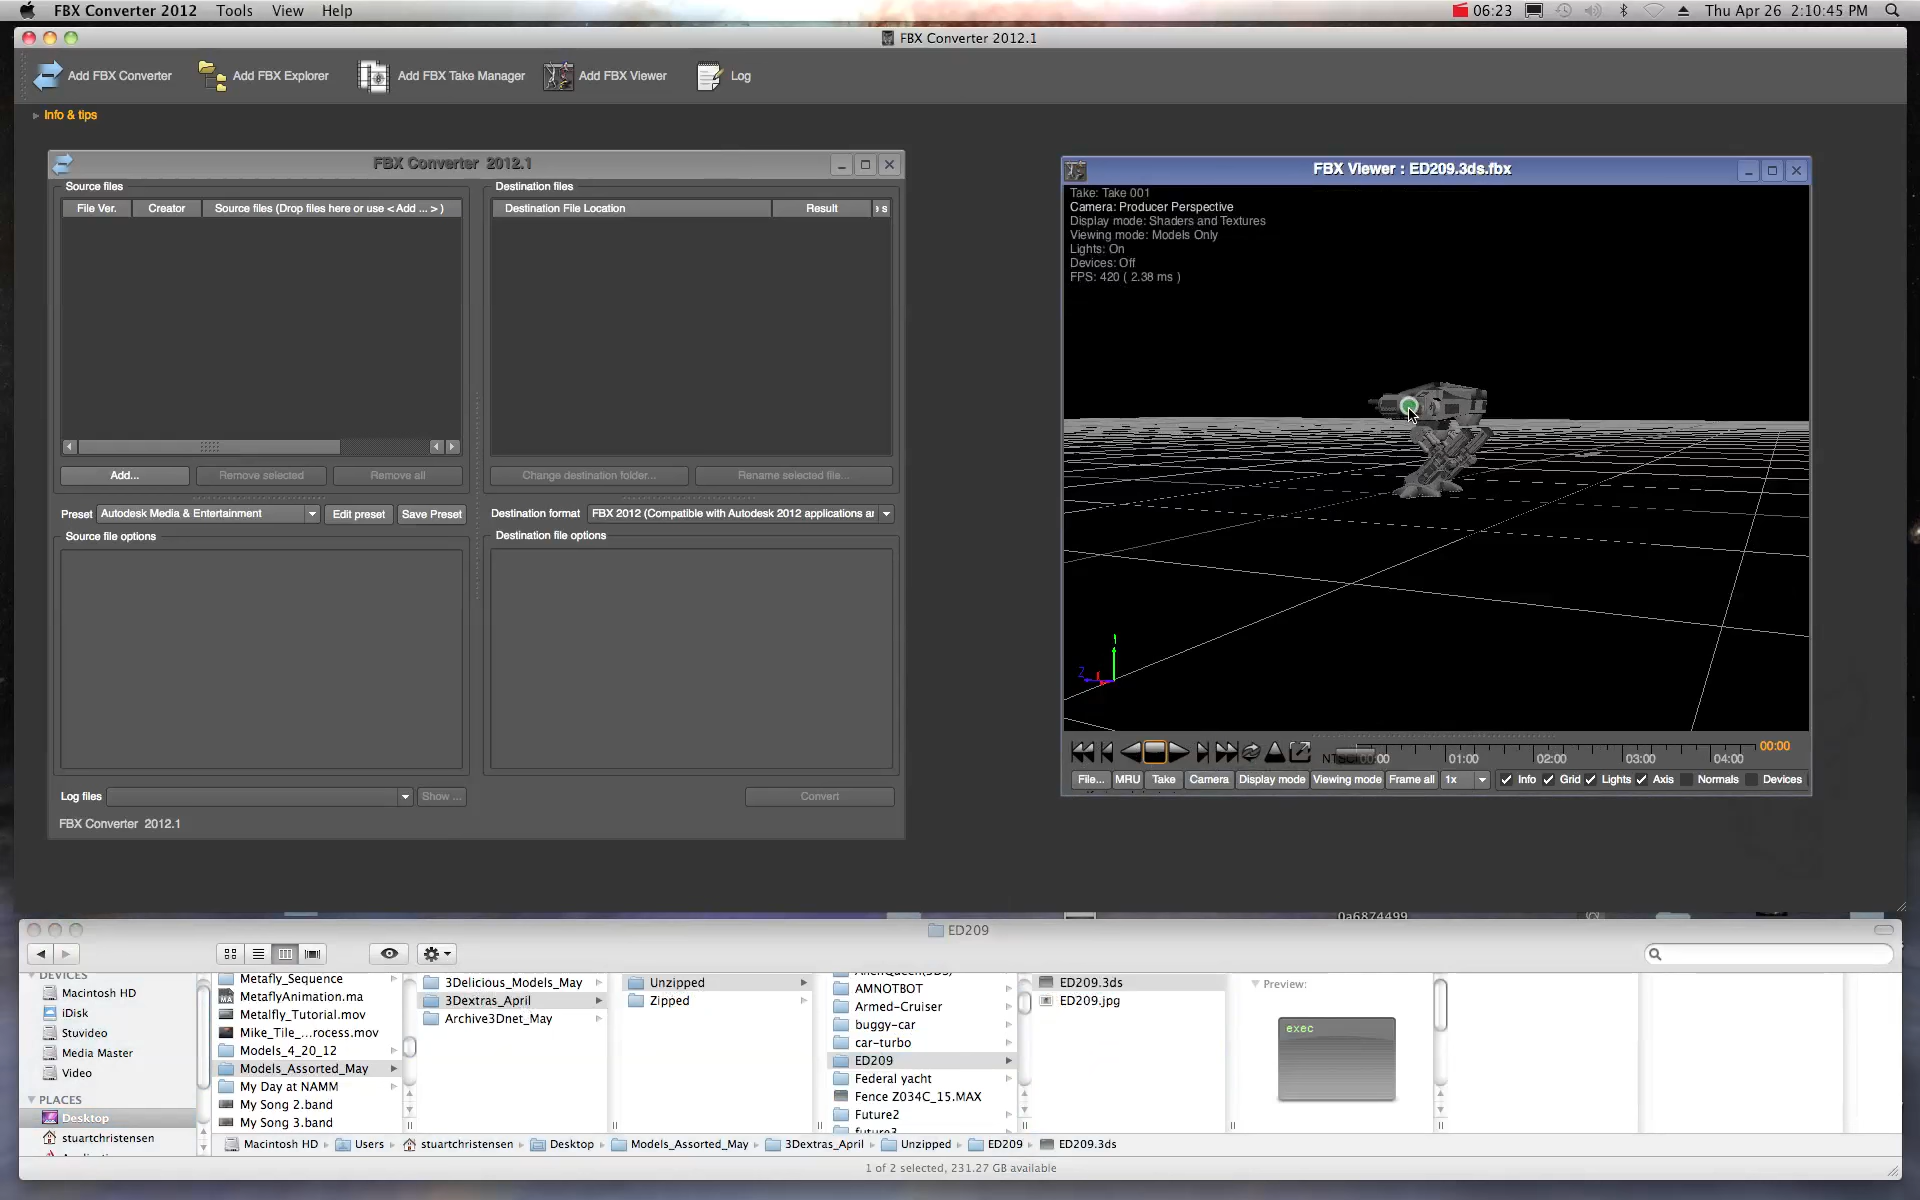 FBX Converter 2012 Tools View Help
06:23 Thu Apr 26 2:10:45 PM
FBX Converter 2012.1
Add FBX Converter Add FBX Explorer Add FBX Take Manager Add FBX Viewer Log
Info & tips
FBX Converter 2012.1
Source files
File Ver. Creator Source files (Drop files here or use < Add ... > )
Add... Remove selected Remove all
Destination files
Destination File Location Result
Change destination folder... Rename selected file...
Preset Autodesk Media & Entertainment Edit preset Save Preset
Destination format FBX 2012 (Compatible with Autodesk 2012 applications
Source file options
Destination file options
Log files Show ...
Convert
FBX Converter 2012.1
FBX Viewer : ED209.3ds.fbx
Take: Take 001
Camera: Producer Perspective
Display mode: Shaders and Textures
Viewing mode: Models Only
Lights: On
Devices: Off
FPS: 420 ( 2.38 ms )
Z
01:00 02:00 03:00 04:00 00:00
File... MRU Take Camera Display mode Viewing mode Frame all 1x Info Grid Lights Axis Normals Devices
0a6874499
ED209
DEVICES
Macintosh HD
iDisk
Stuvideo
Media Master
Video
PLACES
Desktop
stuartchristensen
Metafly_Sequence
MetaflyAnimation.ma
Metalfly_Tutorial.mov
Mike_Tile_...rocess.mov
Models_4_20_12
Models_Assorted_May
My Day at NAMM
My Song 2.band
My Song 3.band
3Delicious_Models_May
3Dextras_April
Archive3Dnet_May
Unzipped
Zipped
AMNOTBOT
Armed-Cruiser
buggy-car
car-turbo
ED209
Federal yacht
Fence Z034C_15.MAX
Future2
future3
ED209.3ds
ED209.jpg
Preview:
exec
Macintosh HD Users stuartchristensen Desktop Models_Assorted_May 3Dextras_April Unzipped ED209 ED209.3ds
1 of 2 selected, 231.27 GB available